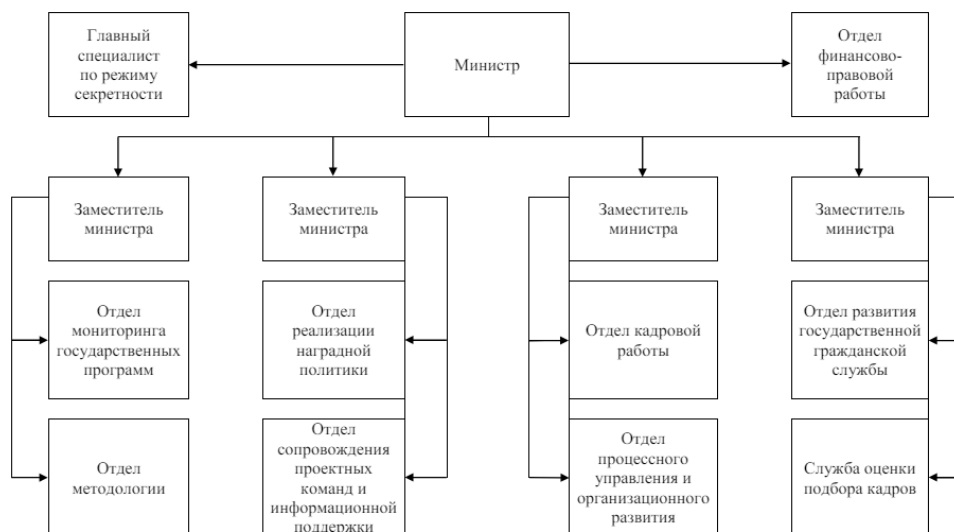 Главный
специалист
по режиму
секретности
Министр
Отдел
финансово-
правовой
работы
Заместитель
министра
Заместитель
министра
Заместитель
министра
Заместитель
министра
Отдел
мониторинга
государственных
программ
Отдел
реализации
наградной
политики
Отдел кадровой
работы
Отдел развития
государственной
гражданской
службы
Отдел
методологии
Отдел
сопровождения
проектных
команд и
информационной
поддержки
Отдел
процессного
управления и
организационного
развития
Служба оценки
подбора кадров